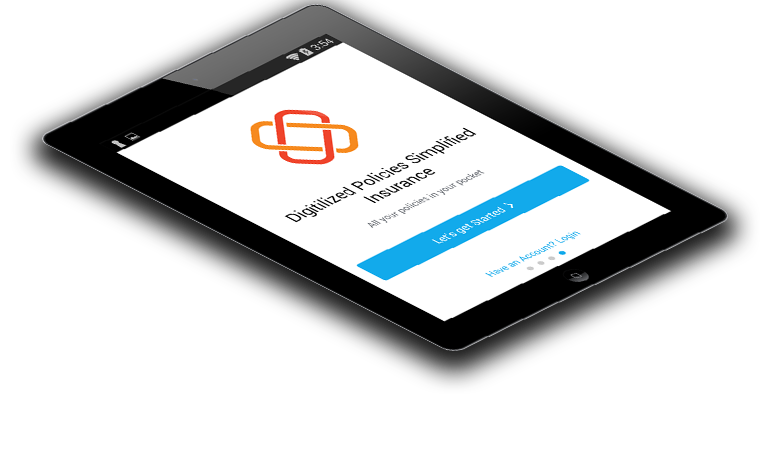 3:54
Digitilized Policies Simplified
Insurance
All your policies in your pocket
Let's get Started
Have an Account? Login